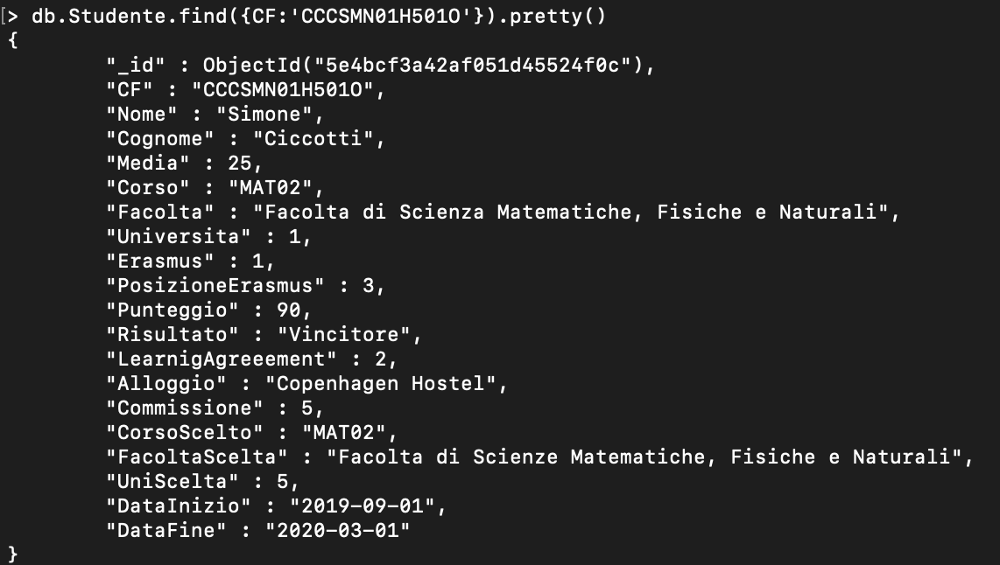 [> db.Studente.find({CF:'CCCSMN01H501O'}).pretty()
{
"_id" : ObjectId("5e4bcf3a42af051d45524f0c"),
"CF" : "CCCSMN01H501O",
"Nome" : "Simone",
"Cognome" : "Ciccotti",
"Media" : 25,
"Corso" : "MAT02",
"Facolta" : "Facolta di Scienza Matematiche, Fisiche e Naturali",
"Universita" : 1,
"Erasmus" : 1,
"PosizioneErasmus" : 3,
"Punteggio" : 90,
"Risultato" : "Vincitore",
"LearnigAgreeement" : 2,
"Alloggio" : "Copenhagen Hostel",
"Commissione" : 5,
"CorsoScelto" : "MAT02",
"FacoltaScelta" : "Facolta di Scienze Matematiche, Fisiche e Naturali",
"UniScelta" : 5,
"DataInizio" : "2019-09-01",
"DataFine" : "2020-03-01"
}